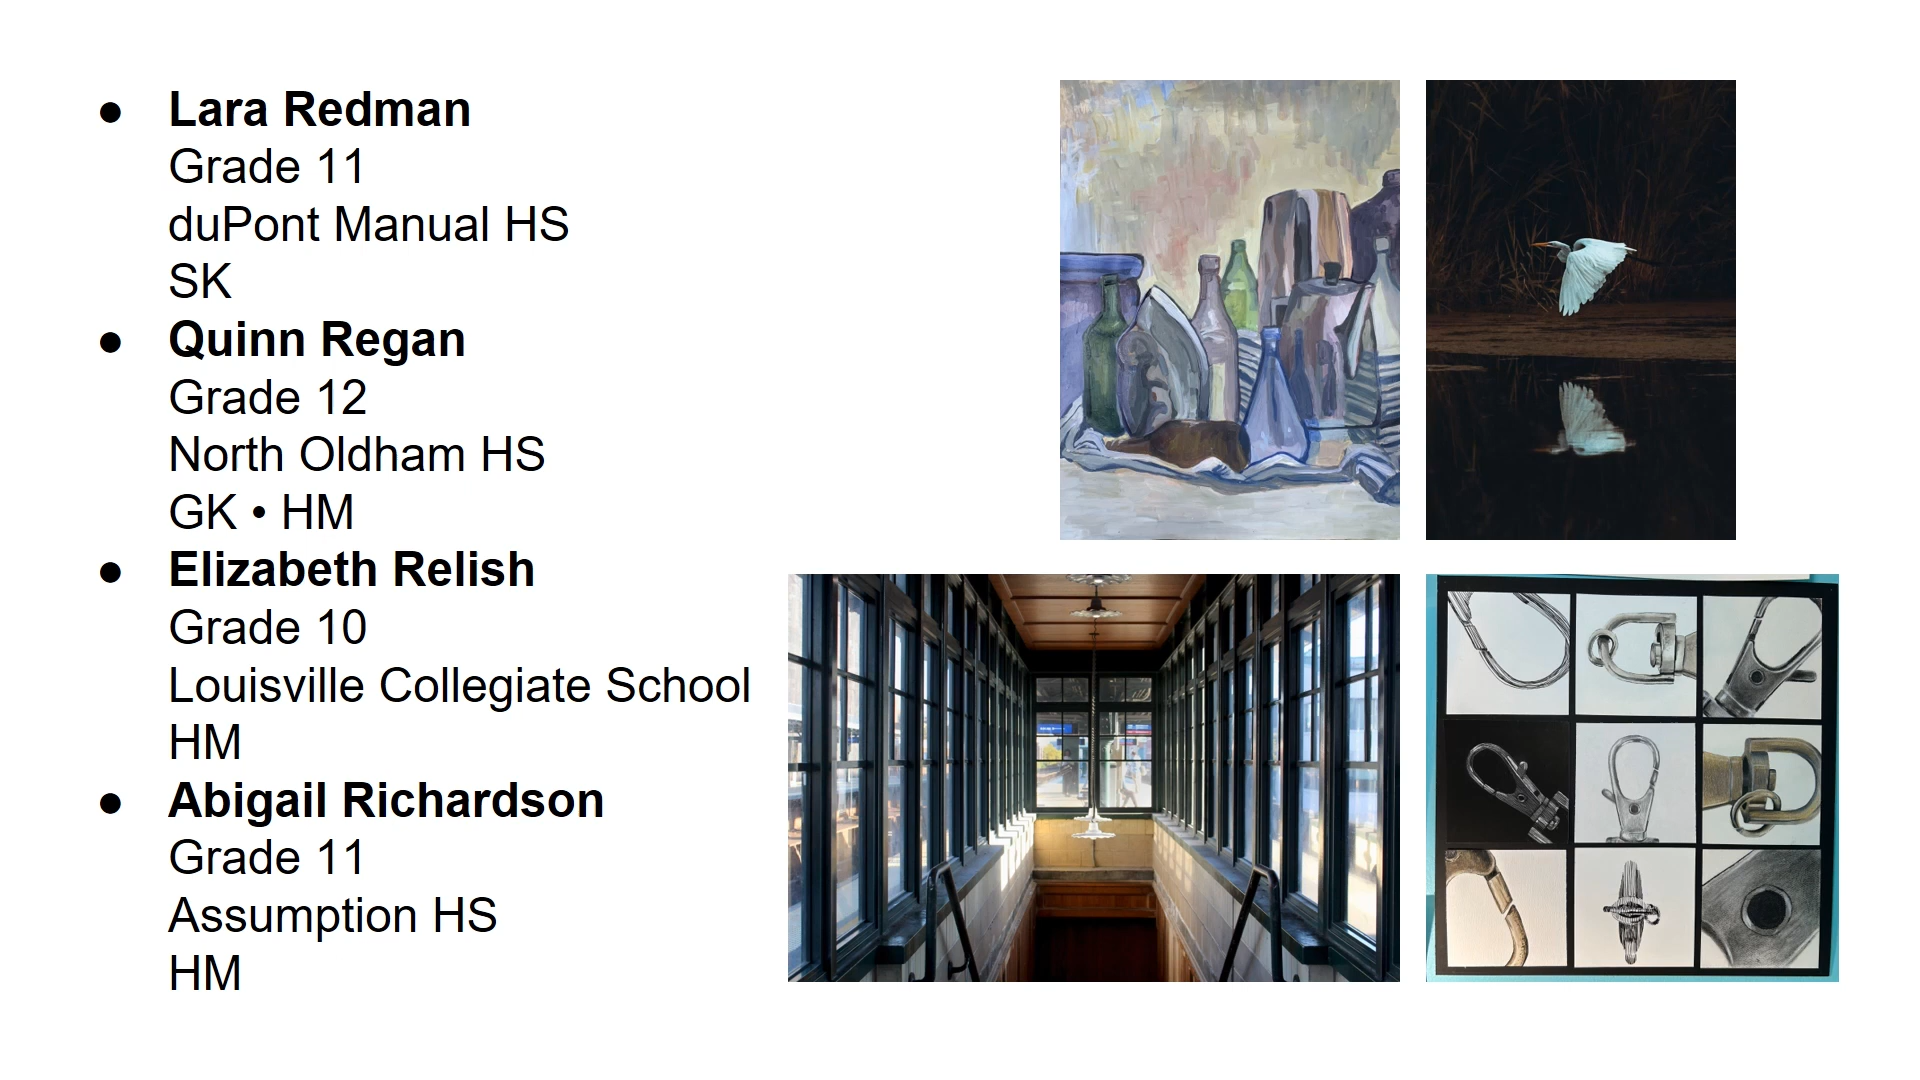 ● Lara Redman
Grade 11
duPont Manual HS
SK
● Quinn Regan
Grade 12
North Oldham HS
GK • HM
● Elizabeth Relish
Grade 10
Louisville Collegiate School
HM
● Abigail Richardson
Grade 11
Assumption HS
HM